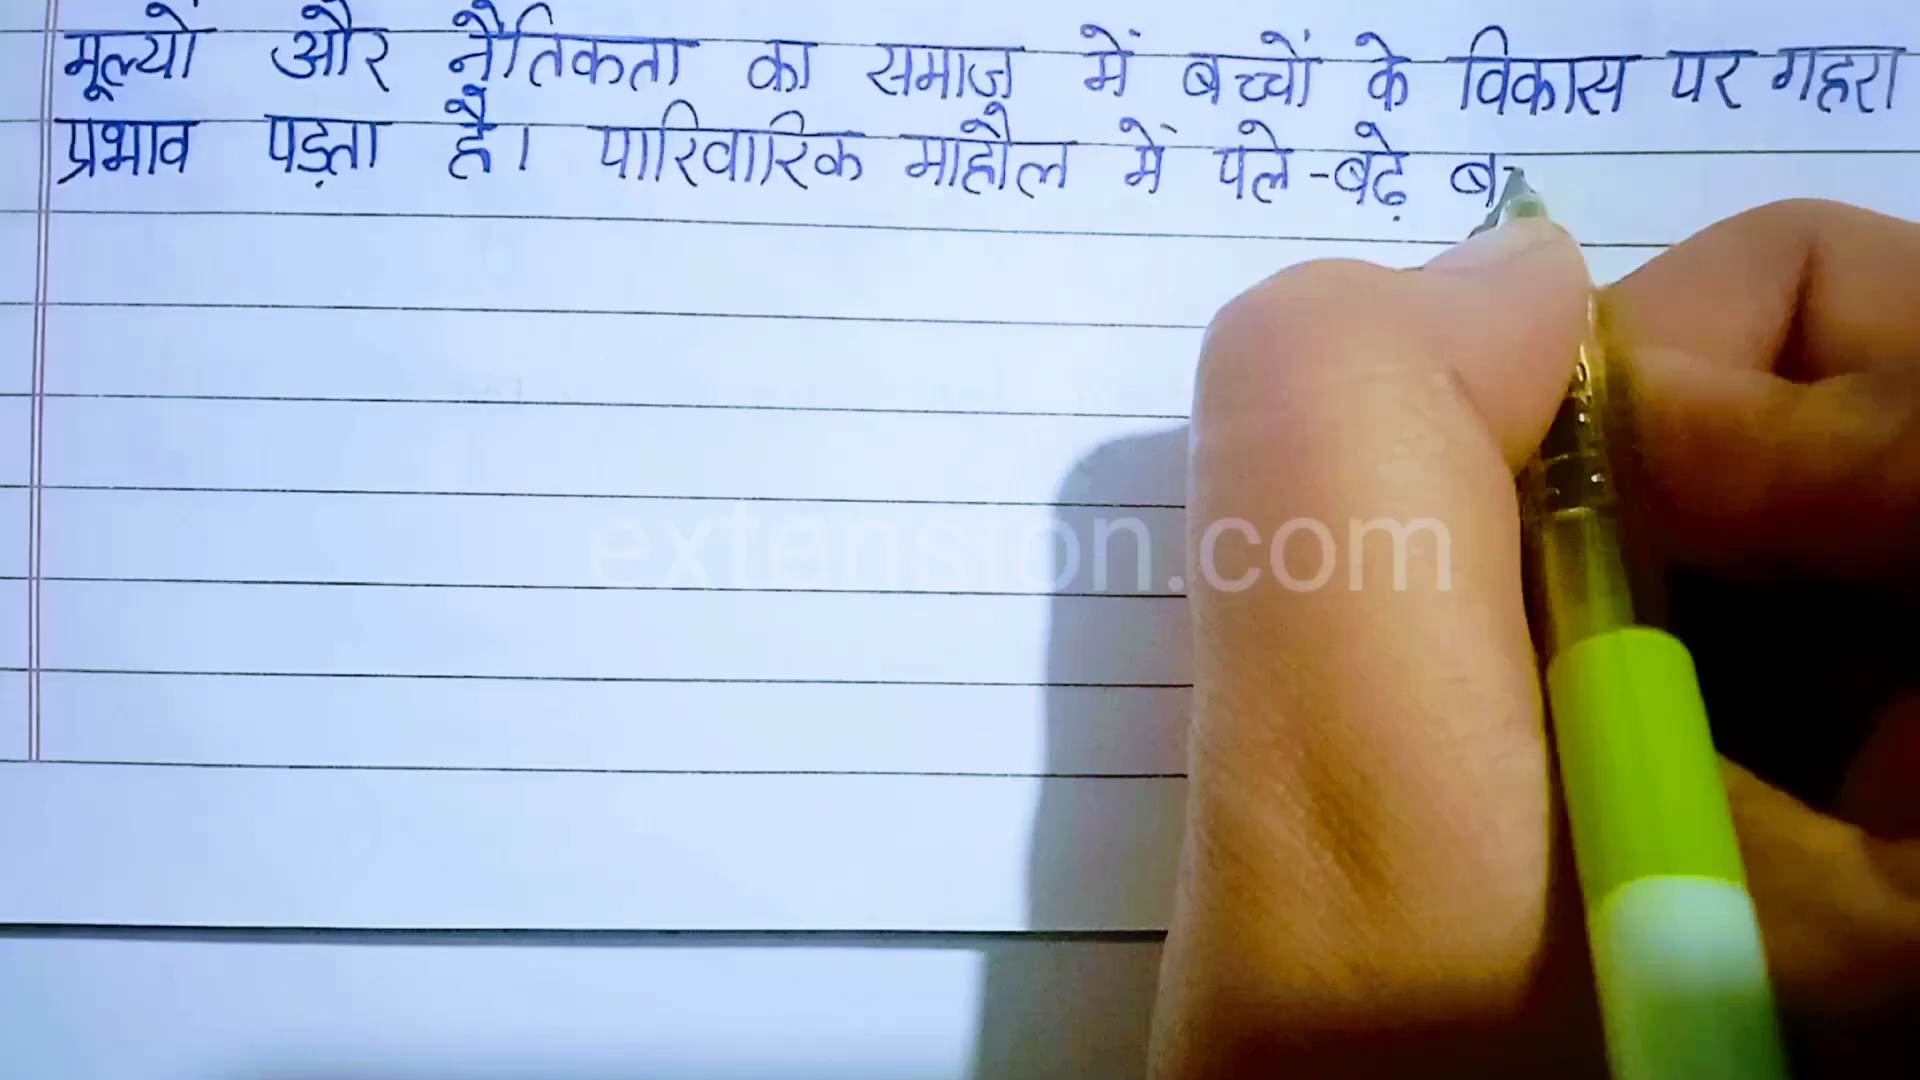 मूल्यों और नैतिकता का समाज में बच्चों के विकास पर गहरा
प्रभाव पड़ता है। पारिवारिक माहौल में पले-बढ़े
extension.com